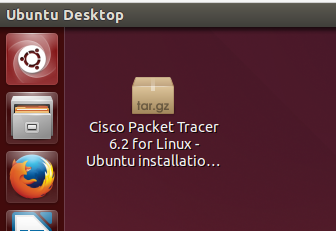 Ubuntu Desktop
tar.gz
Cisco Packet Tracer
6.2 for Linux -
Ubuntu installatio...